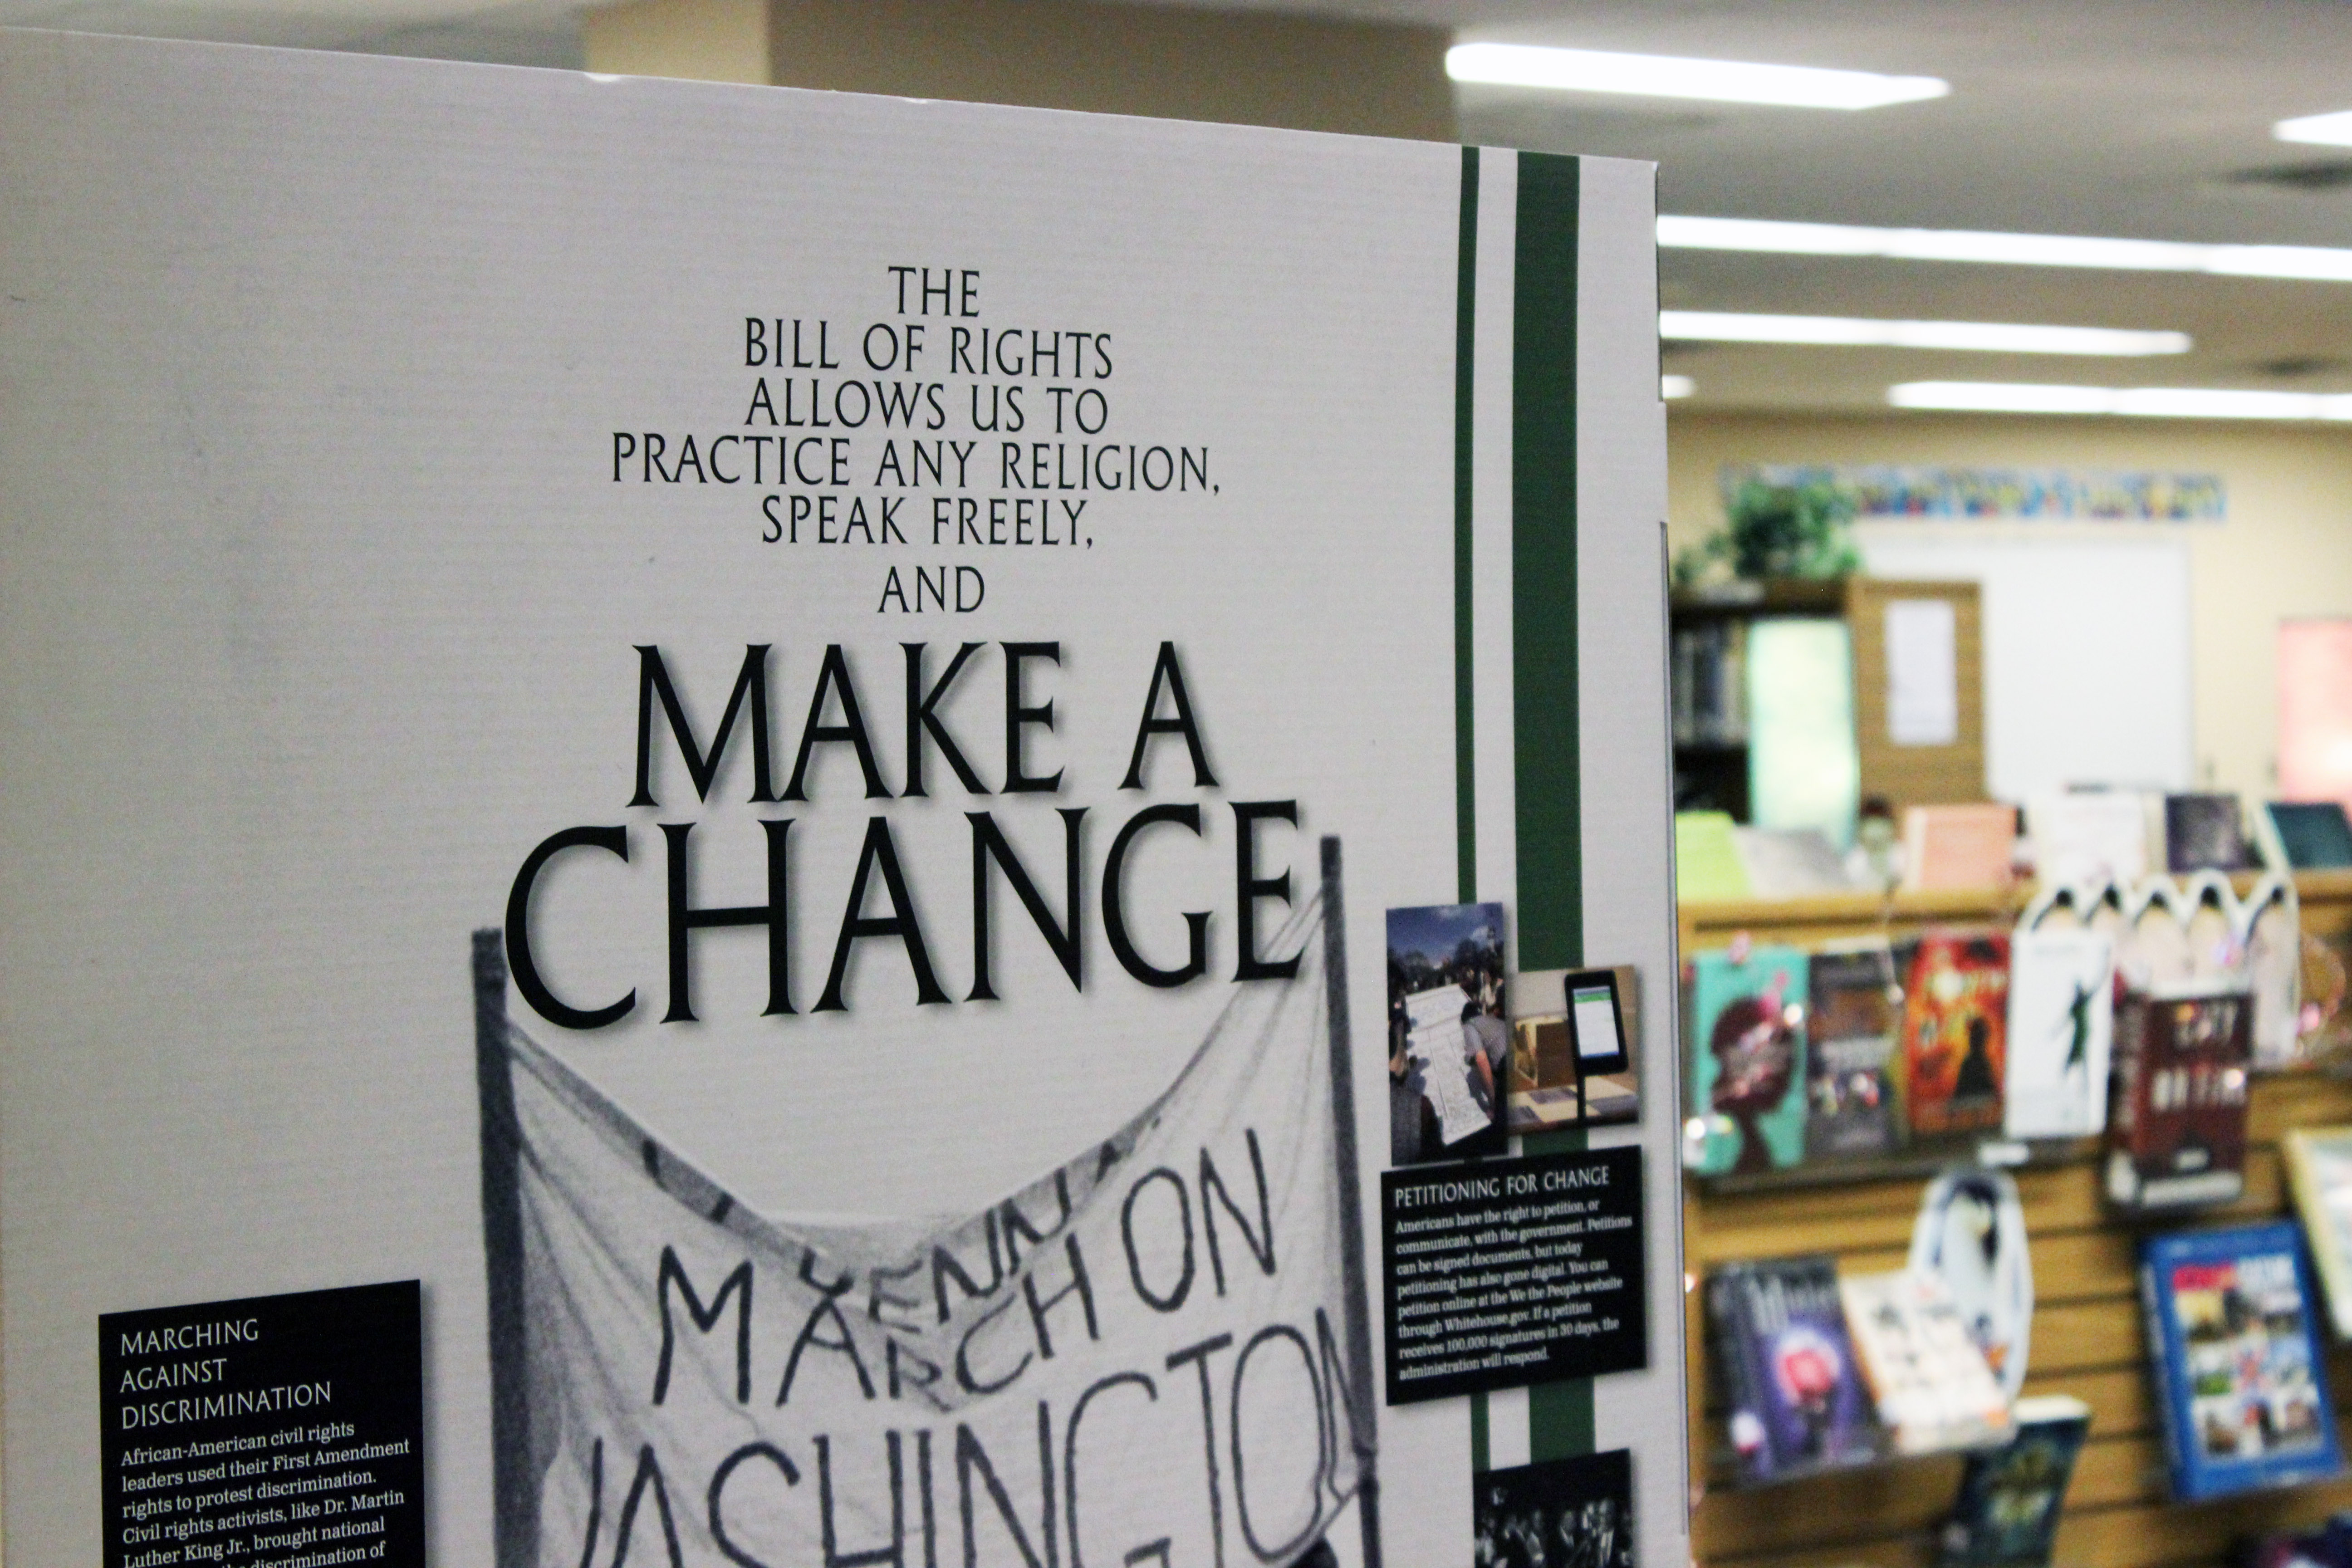 THE
BILL OF RIGHTS
ALLOWS US TO
PRACTICE ANY RELIGION,
SPEAK FREELY,
AND
MAKE A
CHANGE
MARCH ON
WASHINGTON
PETITIONING FOR CHANGE
Americans have the right to petition, or
communicate, with the government. Petitions
can be signed documents, but today
petitioning has also gone digital. You can
petition online at the We the People website
through Whitehouse.gov. If a petition
receives 100,000 signatures in 30 days, the
administration will respond.
MARCHING
AGAINST
DISCRIMINATION
African-American civil rights
leaders used their First Amendment
rights to protest discrimination.
Civil rights activists, like Dr. Martin
Luther King Jr., brought national
discrimination of